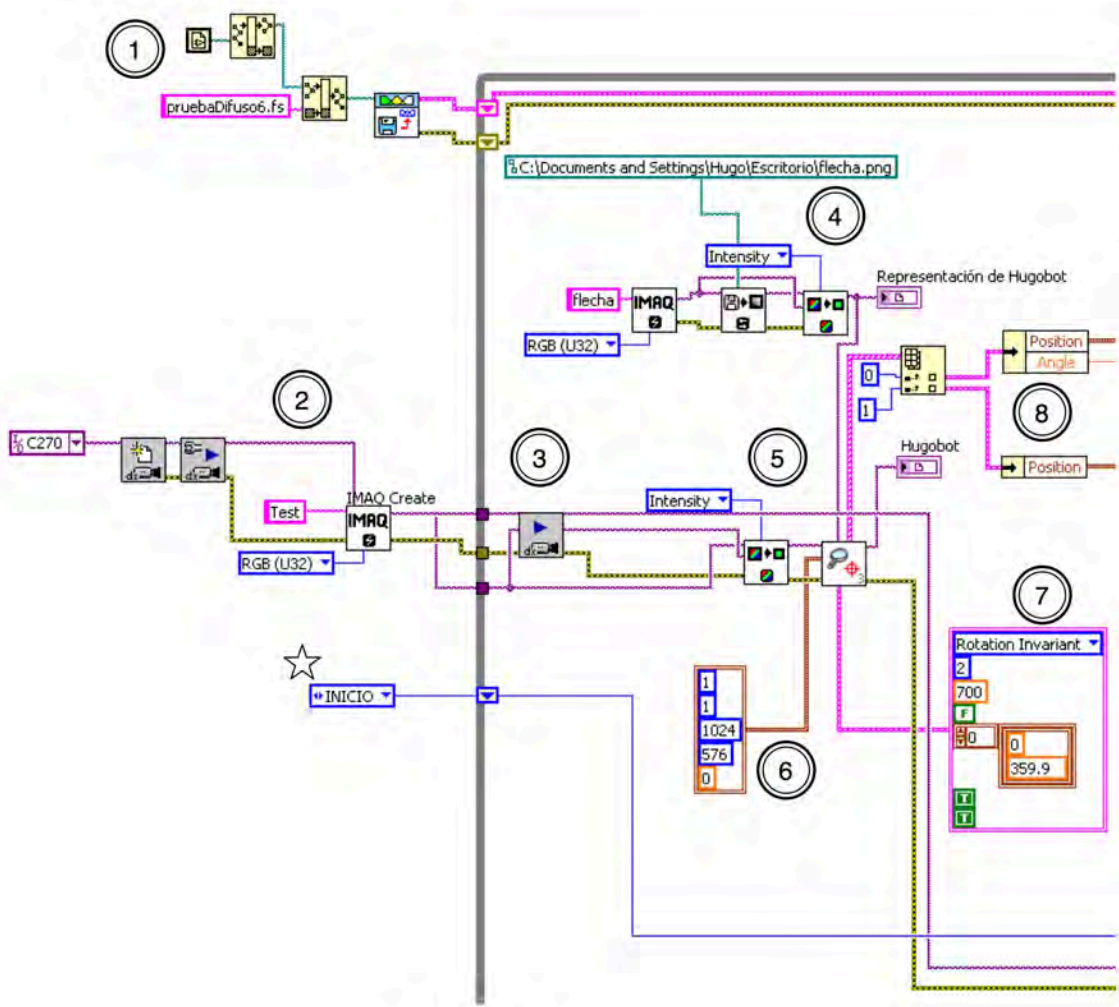 1
pruebaDifuso6.fs
C:\Documents and Settings\Hugo\Escritorio\flecha.png
4
Intensity
Representación de Hugobot
flecha
IMAQ
RGB (U32)
Position
Angle
0
1
8
Position
2
C270
3
5
Hugobot
Test
IMAQ Create
IMAQ
RGB (U32)
Intensity
3
7
Rotation Invariant
2
700
F
0
0
359.9
T
T
INICIO
1
1
1024
576
0
6